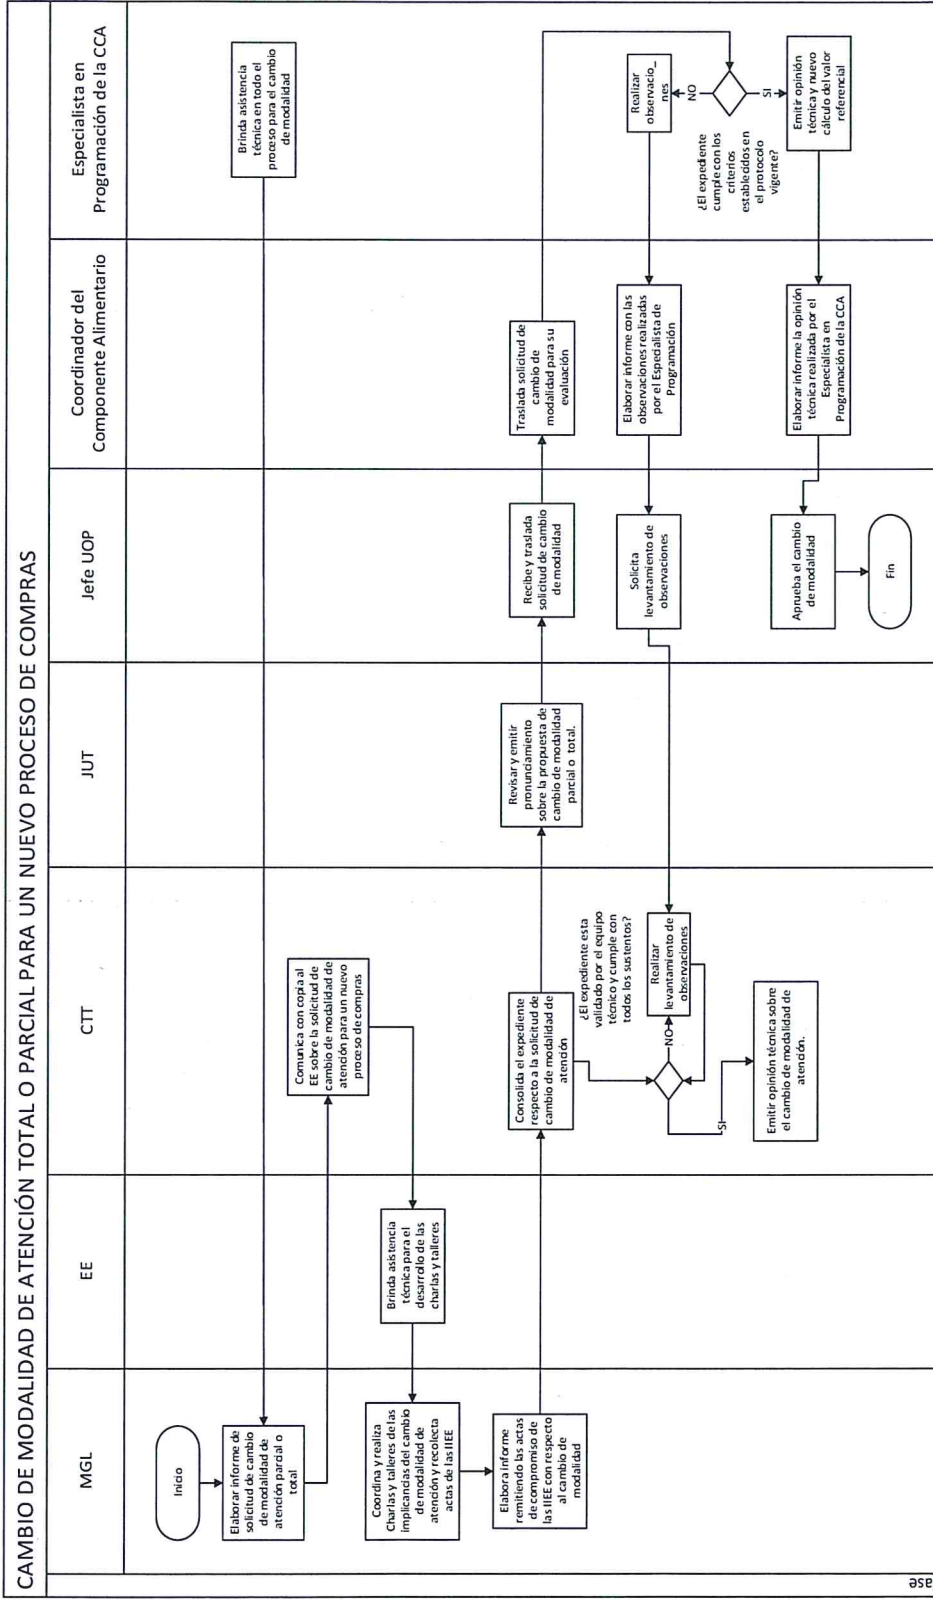 CAMBIO DE MODALIDAD DE ATENCIÓN TOTAL O PARCIAL PARA UN NUEVO PROCESO DE COMPRAS
MGL
EE
CTT
JUT
Jefe UOP
Coordinador del
Componente Alimentario
Especialista en
Programación de la CCA
Inicio
Elaborar informe de
solicitud de cambio
de modalidad de
atención parcial o
total
Brinda asistencia
técnica en todo el
proceso para el cambio
de modalidad
Comunica con copia al
EE sobre la solicitud de
cambio de modalidad de
atención para un nuevo
proceso de compras
Brinda asistencia
técnica para el
desarrollo de las
charlas y talleres
Coordina y realiza
Charlas y talleres de las
implicancias del cambio
de modalidad de
atención y recolecta
actas de las IIEE
Elabora informe
remitiendo las actas
de compromiso de
las IIEE con respecto
al cambio de
modalidad
Consolida el expediente
respecto a la solicitud de
cambio de modalidad de
atención
Revisar y emitir
pronunciamiento
sobre la propuesta de
cambio de modalidad
parcial o total.
Recibe y traslada
solicitud de cambio
de modalidad
Traslada solicitud de
cambio de
modalidad para su
evaluación
¿El expediente esta
validado por el equipo
técnico y cumple con
todos los sustentos?
NO
Realizar
levantamiento de
observaciones
SI
Emitir opinión técnica sobre
el cambio de modalidad de
atención.
Solicita
levantamiento de
observaciones
Elaborar informe con las
observaciones realizadas
por el Especialista de
Programación
Realizar
observacio_
nes
NO
¿El expediente
cumple con los
criterios
establecidos en
el protocolo
vigente?
SI
Emitir opinión
técnica y nuevo
cálculo del valor
referencial
Elaborar informe la opinión
técnica realizada por el
Especialista en
Programación de la CCA
Aprueba el cambio
de modalidad
Fin
ase